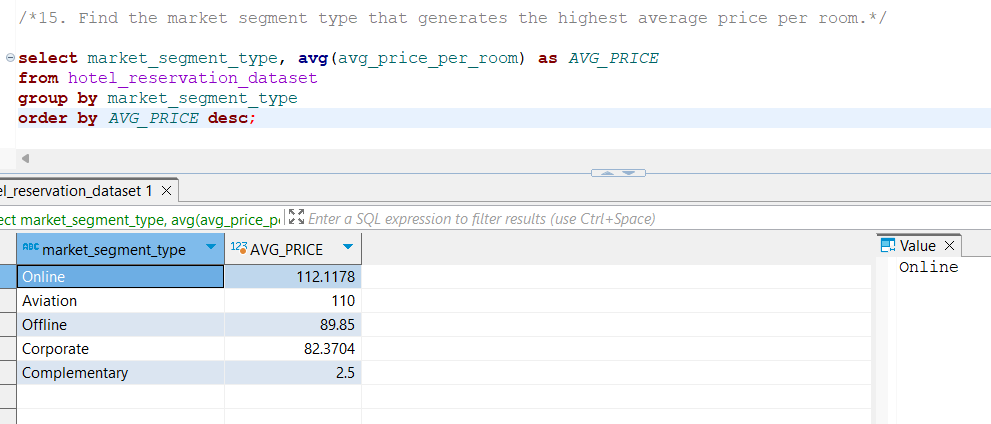 /*15. Find the market segment type that generates the highest average price per room.*/
select market_segment_type, avg(avg_price_per_room) as AVG_PRICE
from hotel_reservation_dataset
group by market_segment_type
order by AVG_PRICE desc;
el_reservation_dataset 1
ect market_segment_type, avg(avg_price_p
Enter a SQL expression to filter results (use Ctrl+Space)
ABC market_segment_type 123 AVG_PRICE
Online 112.1178
Aviation 110
Offline 89.85
Corporate 82.3704
Complementary 2.5
Value
Online